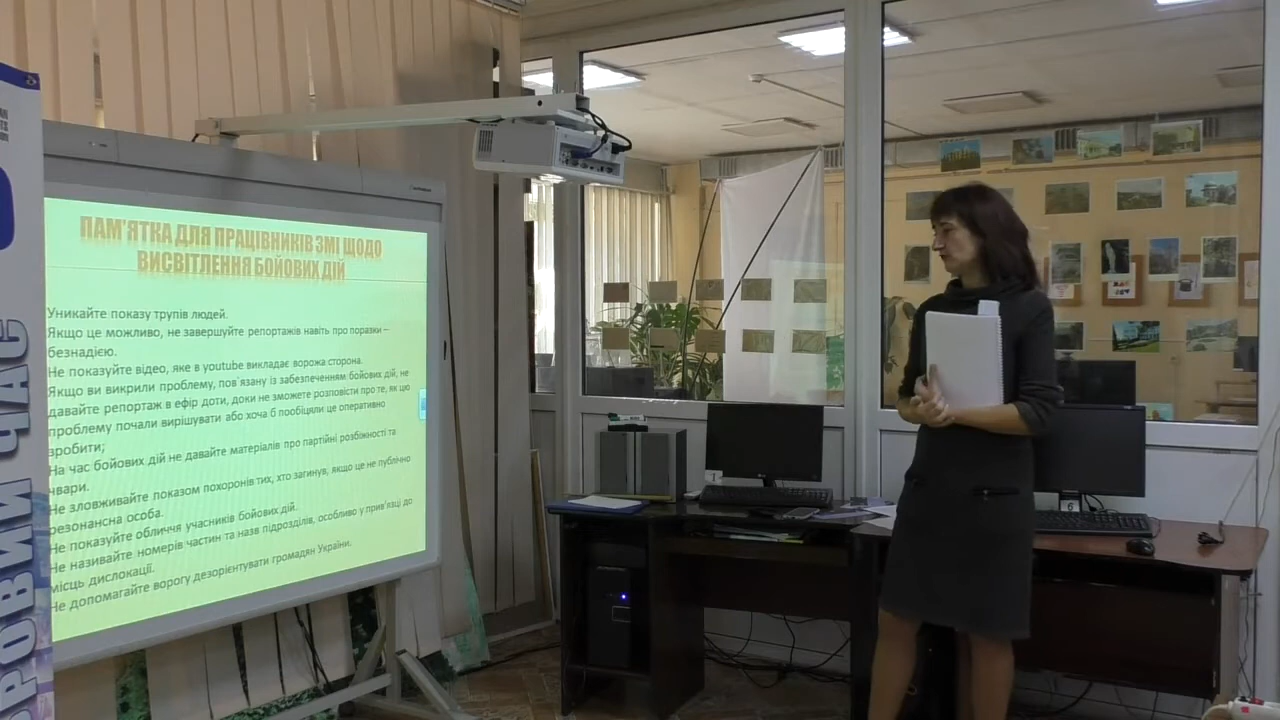 ПАМ'ЯТКА ДЛЯ ПРАЦІВНИКІВ ЗМІ ЩОДО
ВИСВІТЛЕННЯ БОЙОВИХ ДІЙ
Уникайте показу трупів людей.
Якщо це можливо, не завершуйте репортажів навіть про поразки –
безнадією.
Не показуйте відео, яке в youtube викладає ворожа сторона.
Якщо ви викрили проблему, пов'язану із забезпеченням бойових дій, не
давайте репортаж в ефір доти, доки не зможете розповісти про те, як цю
проблему почали вирішувати або хоча б пообіцяли це оперативно
зробити;
На час бойових дій не давайте матеріалів про партійні розбіжності та
чвари.
Не зловживайте показом похоронів тих, хто загинув, якщо це не публічно
резонансна особа.
Не показуйте обличчя учасників бойових дій.
Не називайте номерів частин та назв підрозділів, особливо у прив'язці до
місць дислокації.
Не допомагайте ворогу дезорієнтувати громадян України.
РОВИЙ ЧАС
1
6